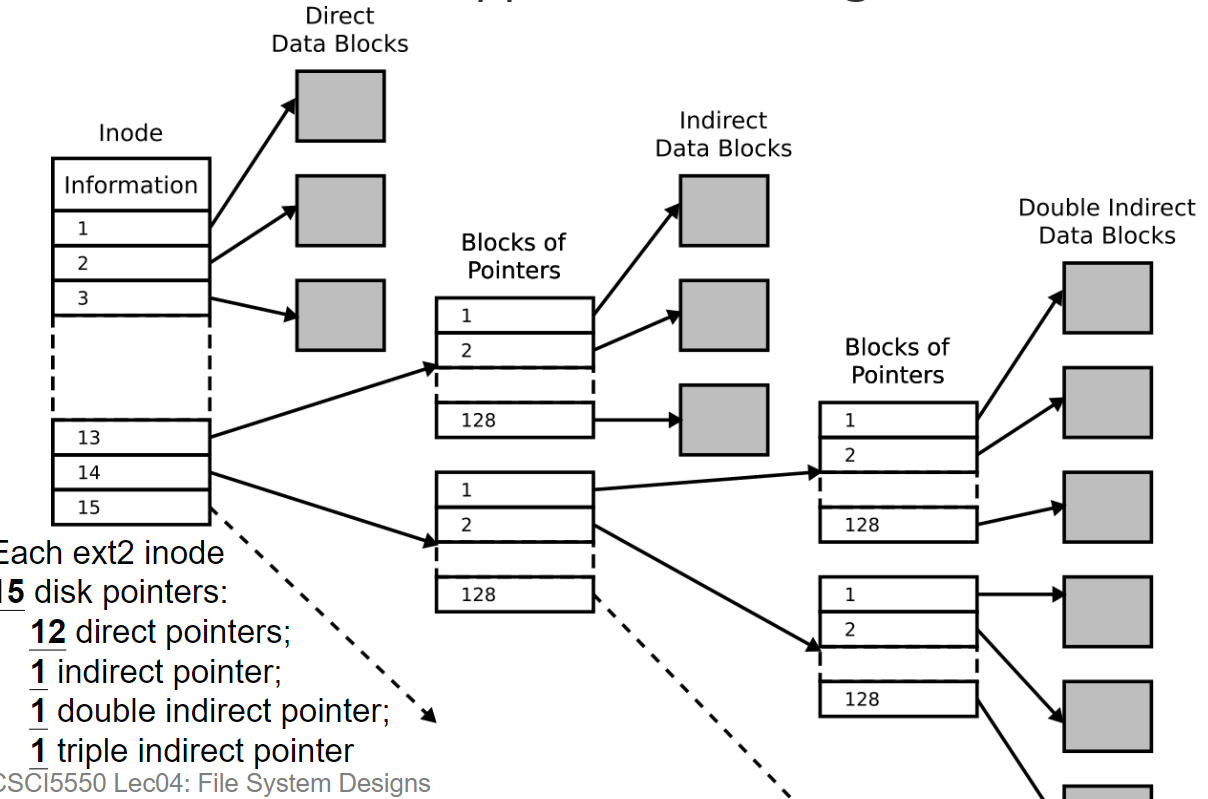 Direct
Data Blocks
Inode
Information
1
2
3
13
14
15
Blocks of
Pointers
1
2
128
1
2
128
Indirect
Data Blocks
Blocks of
Pointers
1
2
128
1
2
128
Double Indirect
Data Blocks
Each ext2 inode
15 disk pointers:
12 direct pointers;
1 indirect pointer;
1 double indirect pointer;
1 triple indirect pointer
CSCI5550 Lec04: File System Designs